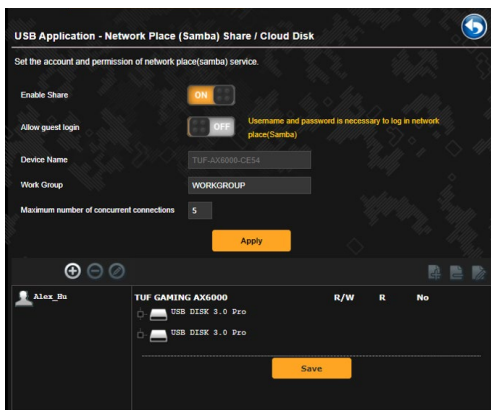 USB Application - Network Place (Samba) Share / Cloud Disk
Set the account and permission of network place(samba) service.
Enable Share
ON
Allow guest login
OFF
Username and password is necessary to log in network
place(Samba)
Device Name
TUF-AX6000-CE54
Work Group
WORKGROUP
Maximum number of concurrent connections
5
Apply
Alex_Hu
TUF GAMING AX6000 R/W R No
USB DISK 3.0 Pro
USB DISK 3.0 Pro
Save